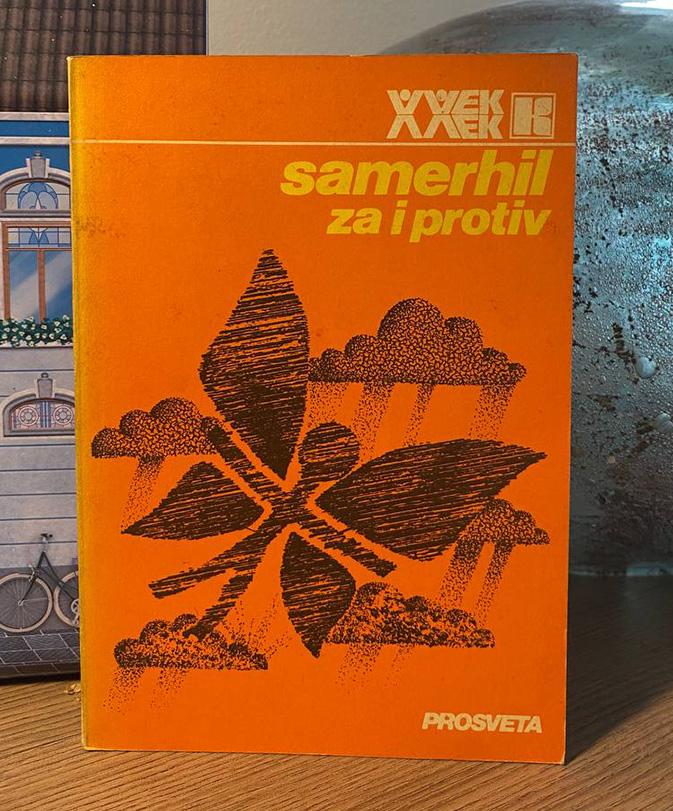 XX VEK
XX VEK
samerhil
za i protiv
PROSVETA